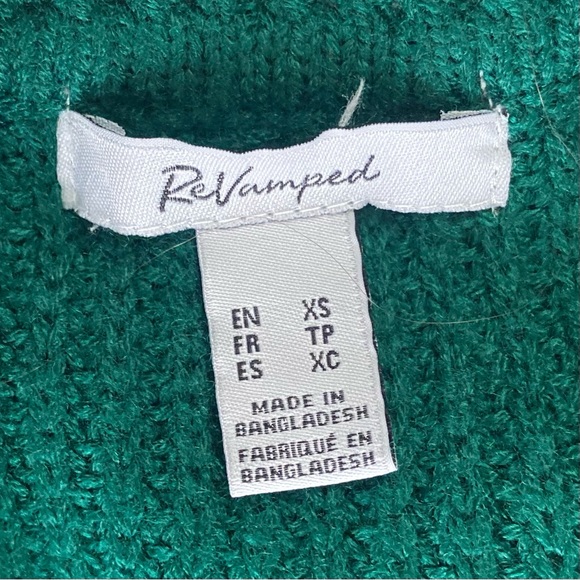 ReVamped
EN XS
FR TP
ES XC
MADE IN
BANGLADESH
FABRIQUÉ EN
BANGLADESH